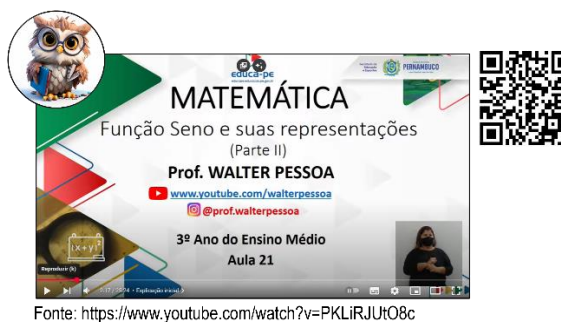 educa-pe
PERNAMBUCO
MATEMÁTICA
Função Seno e suas representações
(Parte II)
Prof. WALTER PESSOA
www.youtube.com/walterpessoa
@prof.walterpessoa
3º Ano do Ensino Médio
Aula 21
Reproduzir (k)
Fonte: https://www.youtube.com/watch?v=PKLiRJUtO8c